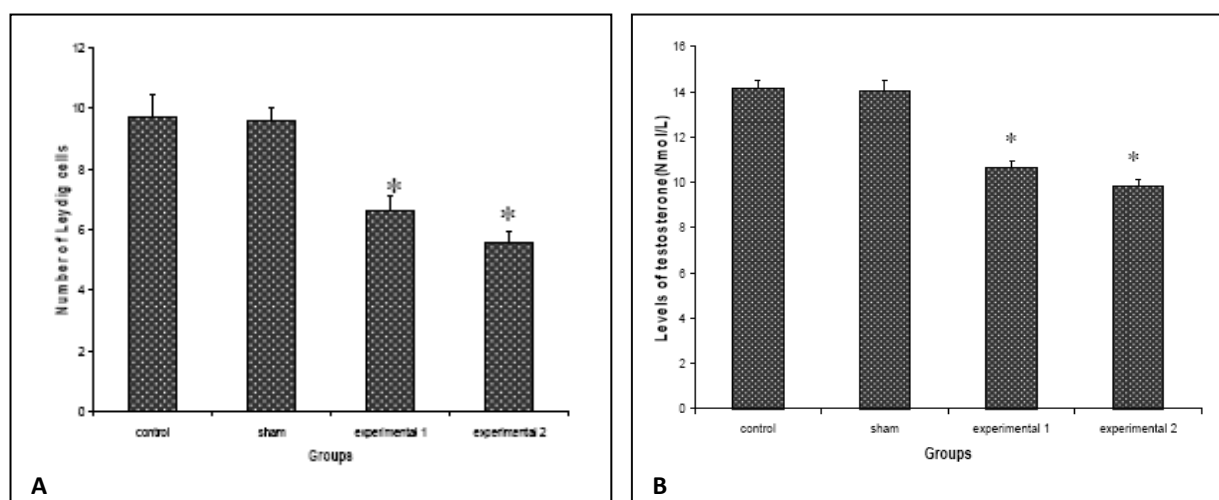 Number of Leydig cells
12
10
8
6
4
2
0
*
*
control sham experimental 1 experimental 2
Groups
A
Levels of testosterone(Nmol/L)
16
14
12
10
8
6
4
2
0
*
*
control sham experimental 1 experimental 2
Groups
B